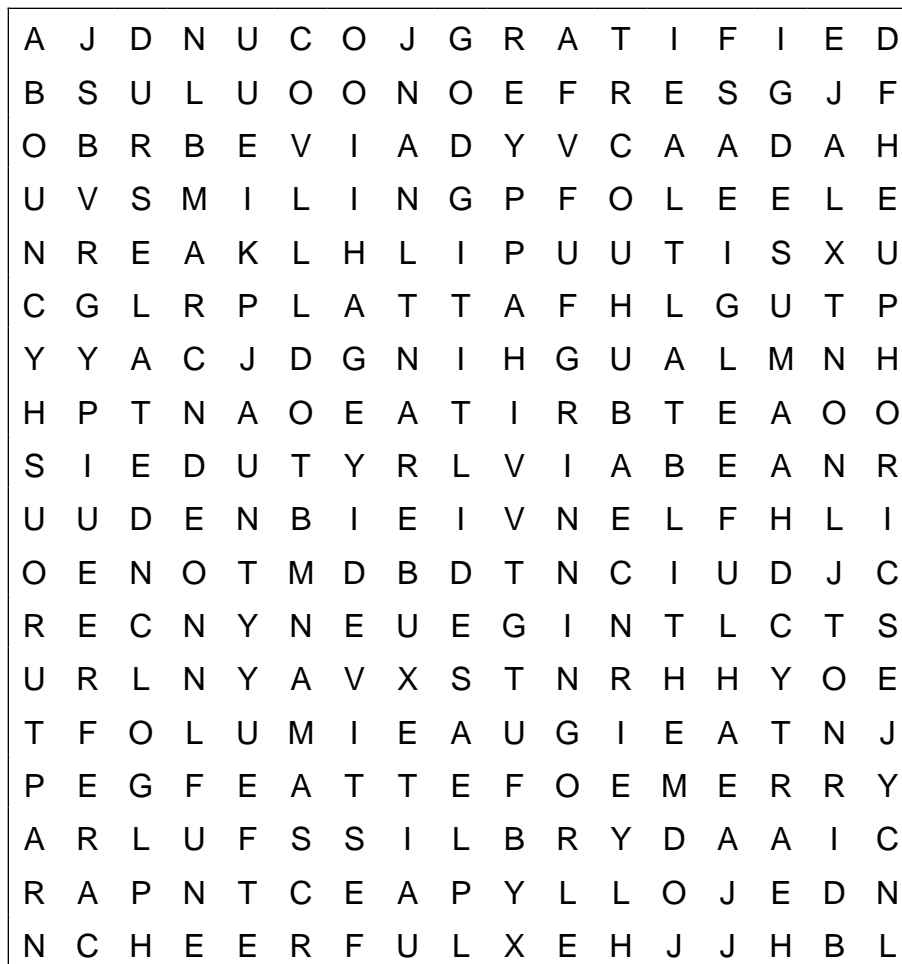 A J D N U C O J G R A T I F I E D
B S U L U O O N O E F R E S G J F
O B R B E V I A D Y V C A A D A H
U V S M I L I N G P F O L E E L E
N R E A K L H L I P U U T I S X U
C G L R P L A T T A F H L G U T P
Y Y A C J D G N I H G U A L M N H
H P T N A O E A T I R B T E A O O
S I E D U T Y R L V I A B E A N R
U U D E N B I E I V N E L F H L I
O E N O T M D B D T N C I U D J C
R E C N Y N E U E G I N T L C T S
U R L N Y A V X S T N R H H Y O E
T F O L U M I E A U G I E A T N J
P E G F E A T T E F O E M E R R Y
A R L U F S S I L B R Y D A A I C
R A P N T C E A P Y L L O J E D N
N C H E E R F U L X E H J J H B L